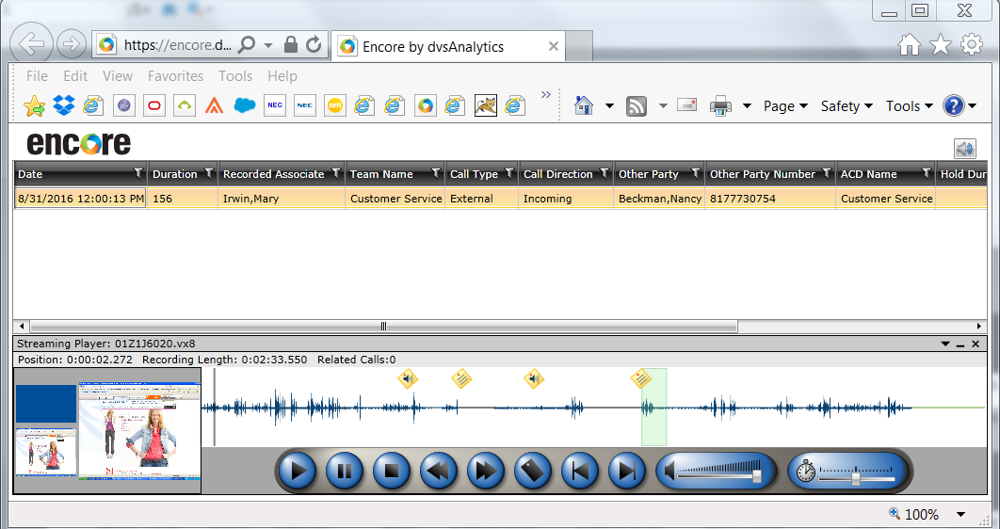 https://encore.d...
Encore by dvsAnalytics
File Edit View Favorites Tools Help
NEC NEC
Page Safety Tools ?
encore
Date Duration Recorded Associate Team Name Call Type Call Direction Other Party Other Party Number ACD Name Hold Dur
8/31/2016 12:00:13 PM 156 Irwin,Mary Customer Service External Incoming Beckman,Nancy 8177730754 Customer Service
Streaming Player: 01Z1J6020.vx8
Position: 0:00:02.272 Recording Length: 0:02:33.550 Related Calls:0
100%